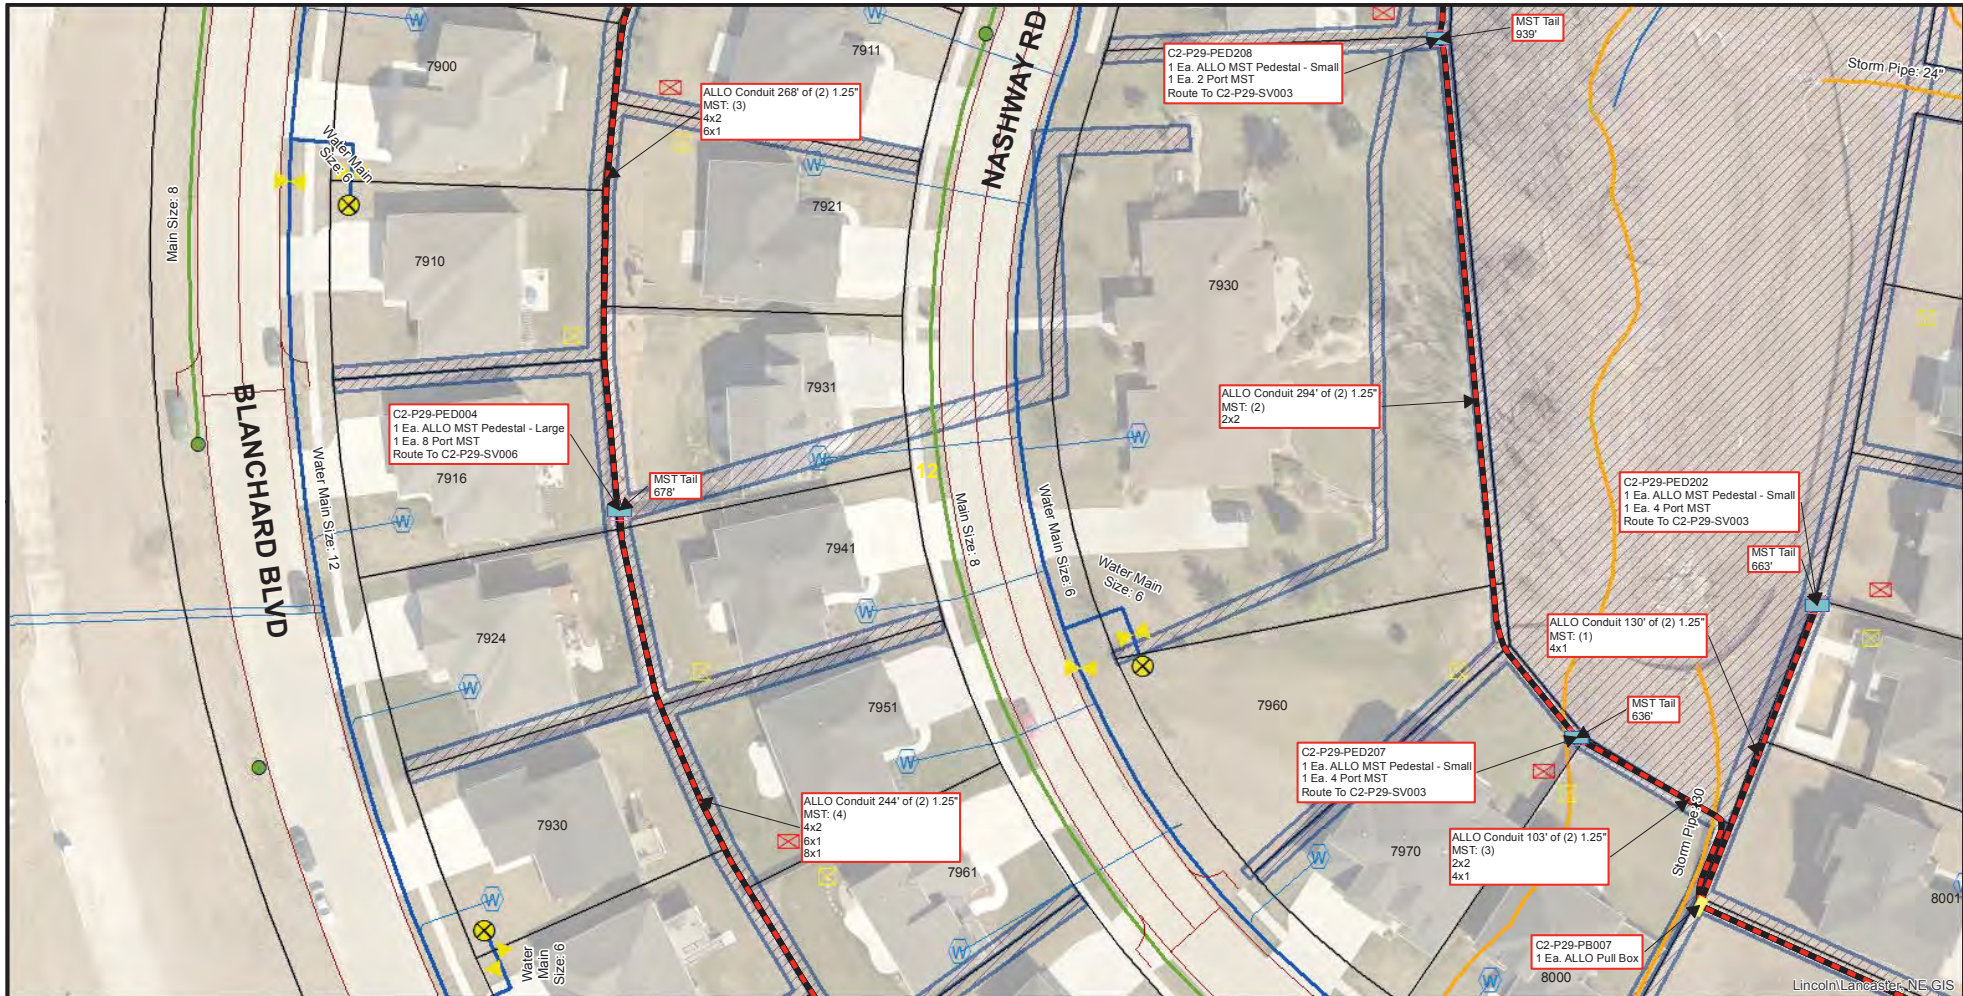 MST Tail
939'
C2-P29-PED208
1 Ea. ALLO MST Pedestal - Small
1 Ea. 2 Port MST
Route To C2-P29-SV003
Storm Pipe: 24"
NASHWAY RD
7911
7900
ALLO Conduit 268' of (2) 1.25"
MST: (3)
4x2
6x1
Water Main
Size: 6
Main Size: 8
7921
7910
7930
7931
ALLO Conduit 294' of (2) 1.25"
MST: (2)
2x2
BLANCHARD BLVD
C2-P29-PED004
1 Ea. ALLO MST Pedestal - Large
1 Ea. 8 Port MST
Route To C2-P29-SV006
7916
MST Tail
678'
12
Water Main Size: 12
Main Size: 8
Water Main Size: 6
Water Main
Size: 6
C2-P29-PED202
1 Ea. ALLO MST Pedestal - Small
1 Ea. 4 Port MST
Route To C2-P29-SV003
MST Tail
663'
7941
7924
ALLO Conduit 130' of (2) 1.25"
MST: (1)
4x1
7951
7960
MST Tail
636'
C2-P29-PED207
1 Ea. ALLO MST Pedestal - Small
1 Ea. 4 Port MST
Route To C2-P29-SV003
7930
ALLO Conduit 244' of (2) 1.25"
MST: (4)
4x2
6x1
8x1
7961
7970
ALLO Conduit 103' of (2) 1.25"
MST: (3)
2x2
4x1
Storm Pipe: 30
8001
C2-P29-PB007
1 Ea. ALLO Pull Box
8000
Water
Main
Size: 6
Lincoln\Lancaster, NE GIS
W
W
W
W
W
W
W
W
W
W
W
W
W
W